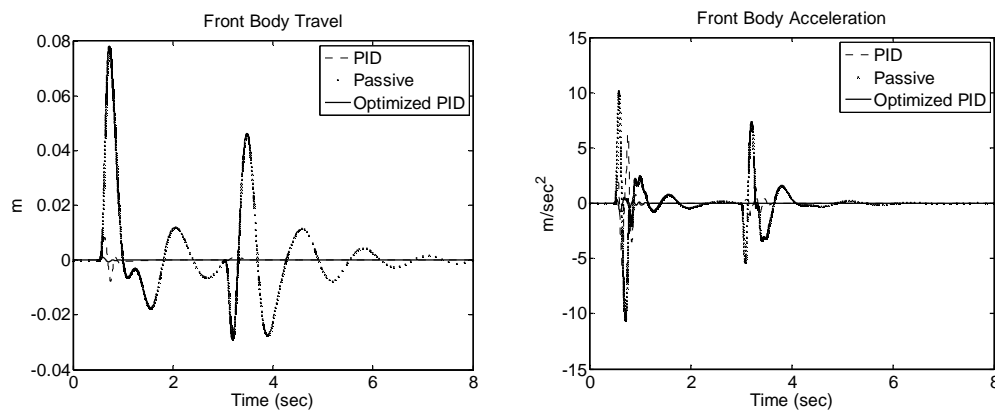 Front Body Travel
0.08
0.06
0.04
0.02
0
-0.02
-0.04
m
PID
Passive
Optimized PID
0 2 4 6 8
Time (sec)
Front Body Acceleration
15
10
5
0
-5
-10
-15
m/sec²
PID
Passive
Optimized PID
0 2 4 6 8
Time (sec)